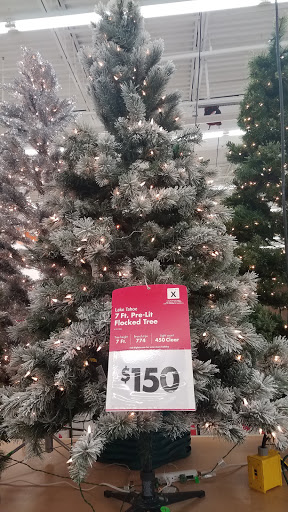 X
Lake Tahoe
7 Ft. Pre-Lit
Flocked Tree
7 Ft.
774
450 Clear
$150